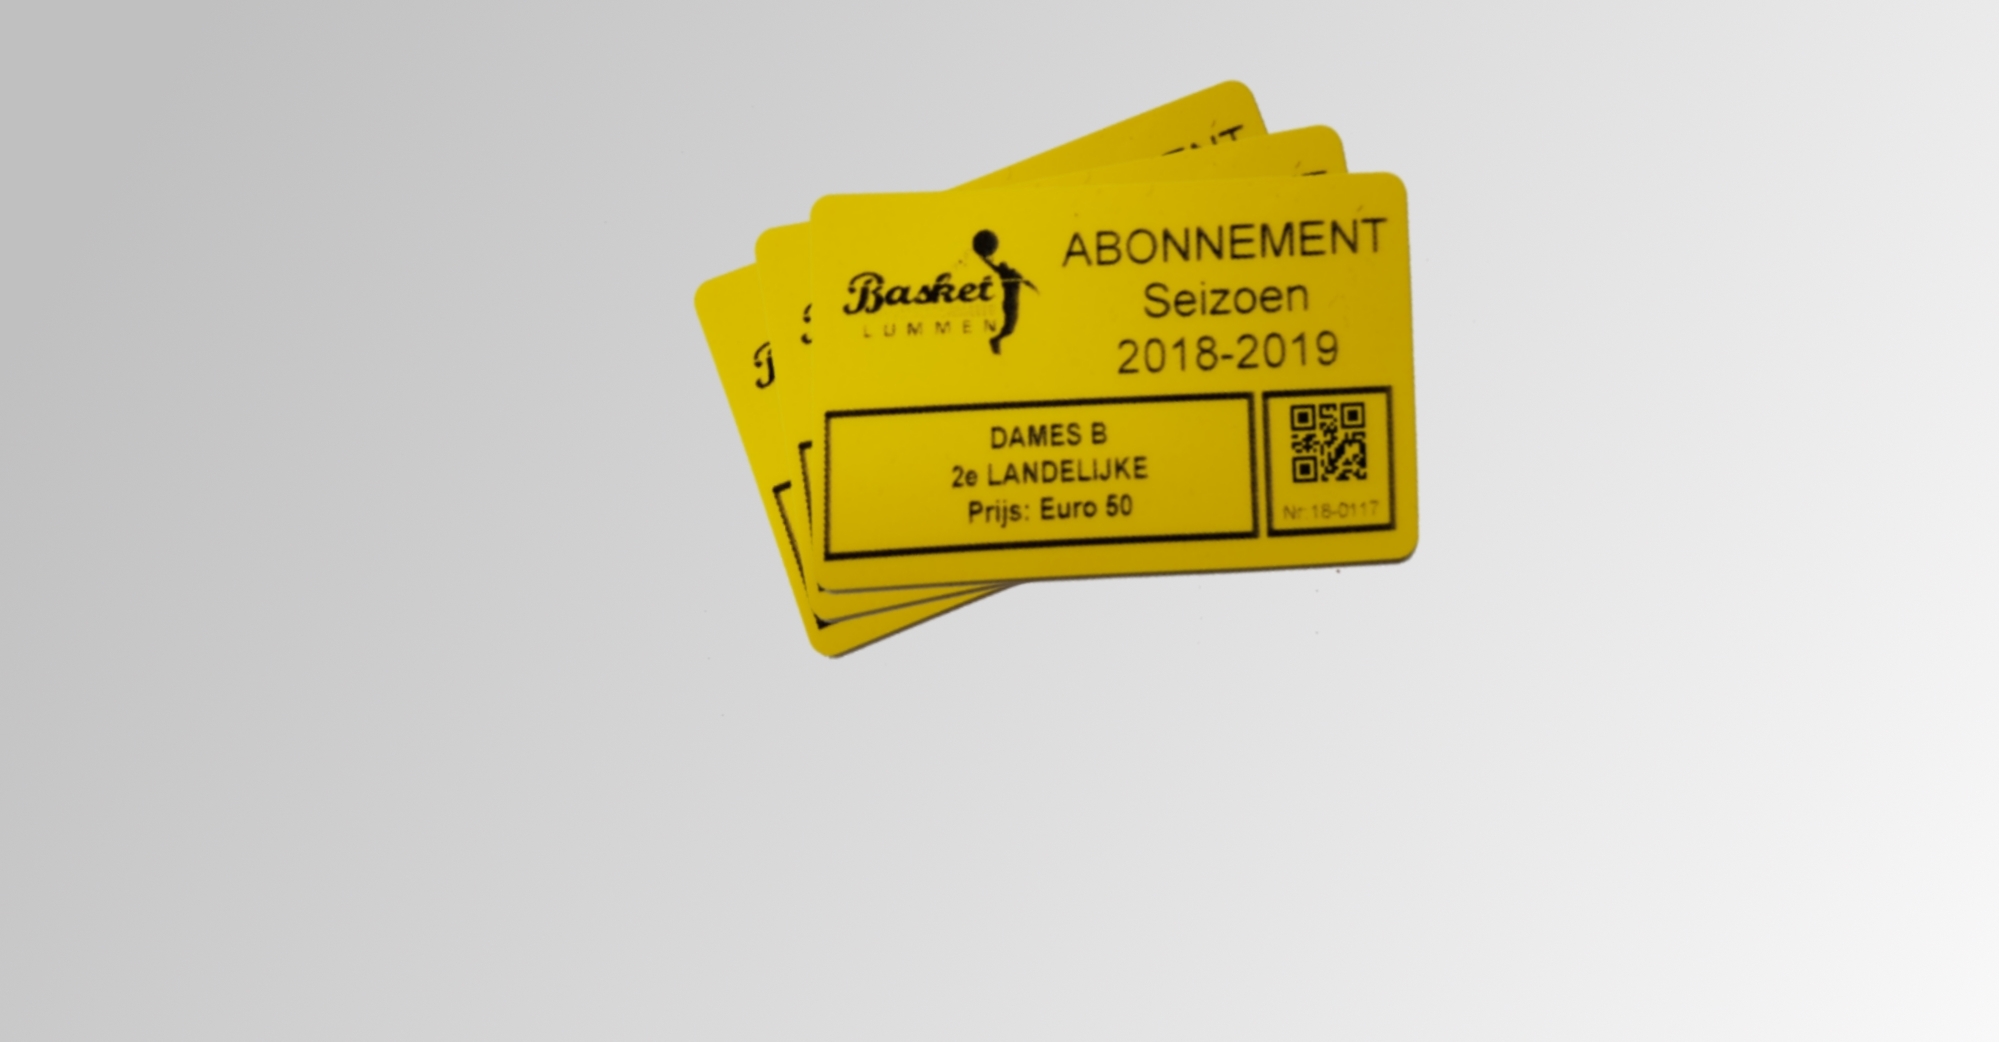 Basket
LUMMEN
ABONNEMENT
Seizoen
2018-2019
DAMES B
2e LANDELIJKE
Prijs: Euro 50
Nr:18-0117